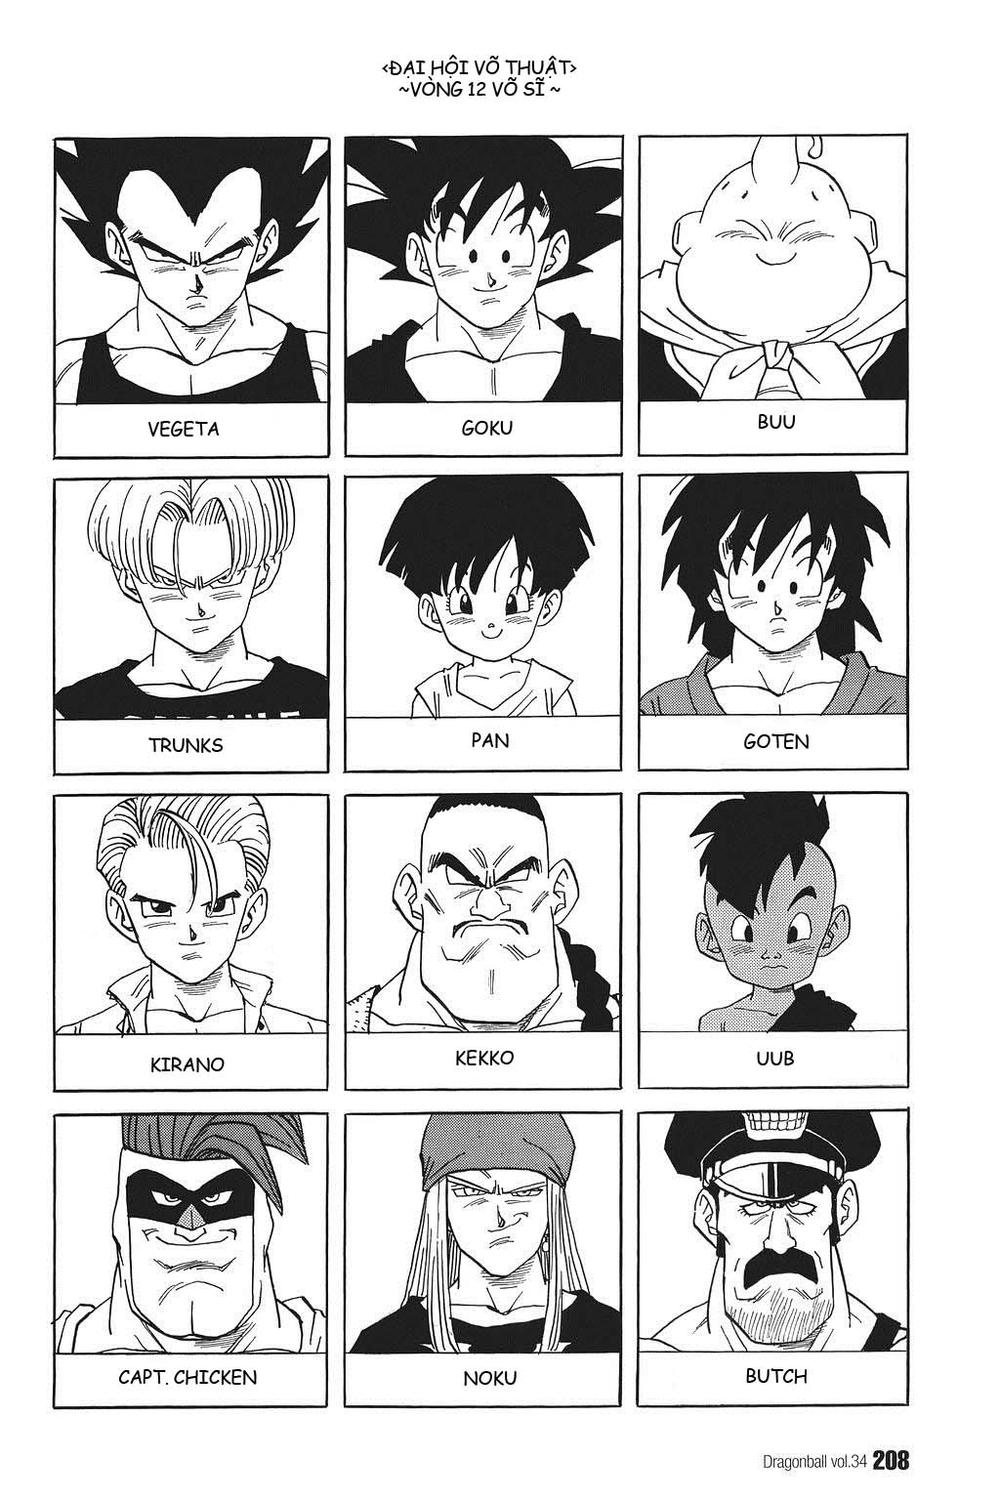 <ĐẠI HỘI VÕ THUẬT>
~VÒNG 12 VÕ SĨ ~
VEGETA
GOKU
BUU
TRUNKS
PAN
GOTEN
KIRANO
KEKKO
UUB
CAPT. CHICKEN
NOKU
BUTCH
Dragonball vol.34 208